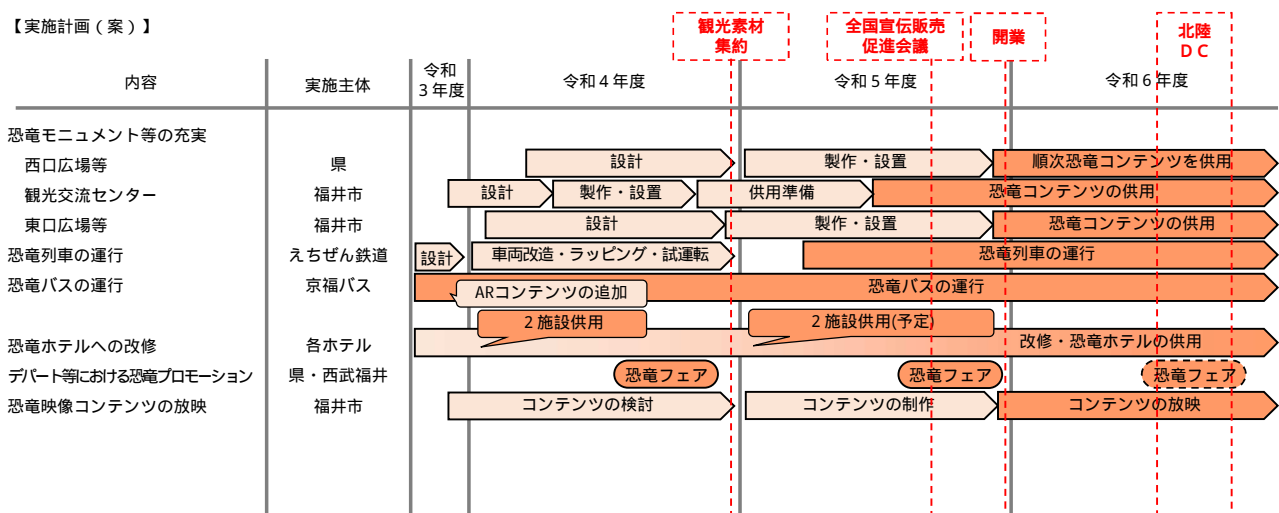 【実施計画（案）】
観光素材
集約
全国宣伝販売
促進会議
開業
北陸
ＤＣ
内容
実施主体
令和
３年度
令和４年度
令和５年度
令和６年度
恐竜モニュメント等の充実
西口広場等 県 設計 製作・設置 順次恐竜コンテンツを供用
観光交流センター 福井市 設計 製作・設置 供用準備 恐竜コンテンツの供用
東口広場等 福井市 設計 製作・設置 恐竜コンテンツの供用
恐竜列車の運行 えちぜん鉄道 設計 車両改造・ラッピング・試運転 恐竜列車の運行
恐竜バスの運行 京福バス 恐竜バスの運行
ARコンテンツの追加
２施設供用 ２施設供用(予定)
恐竜ホテルへの改修 各ホテル 改修・恐竜ホテルの供用
デパート等における恐竜プロモーション 県・西武福井 恐竜フェア 恐竜フェア 恐竜フェア
恐竜映像コンテンツの放映 福井市 コンテンツの検討 コンテンツの制作 コンテンツの放映